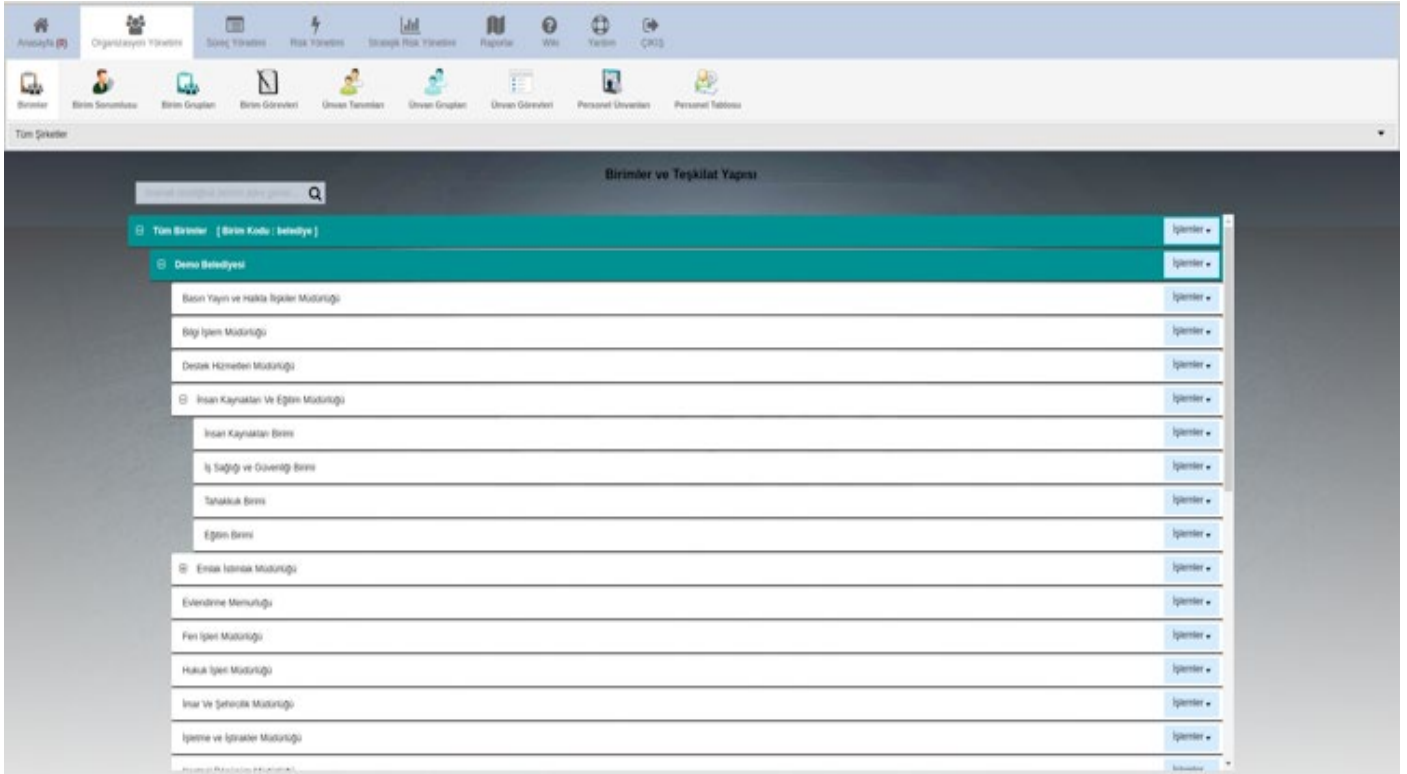 Anasayfa (0) Organizasyon Yönetimi Süreç Yönetimi Risk Yönetimi Stratejik Risk Yönetimi Raporlar Wiki Yardım ÇIKIŞ
Birimler Birim Sorumlusu Birim Grupları Birim Görevleri Ünvan Tanımları Ünvan Grupları Ünvan Görevleri Personel Ünvanları Personel Tablosu
Tüm Şirketler
Birimler ve Teşkilat Yapısı
Tüm Birimler [ Birim Kodu : belediye ] İşlemler
Demo Belediyesi İşlemler
Basın Yayın ve Halkla İlişkiler Müdürlüğü İşlemler
Bilgi İşlem Müdürlüğü İşlemler
Destek Hizmetleri Müdürlüğü İşlemler
İnsan Kaynakları Ve Eğitim Müdürlüğü İşlemler
İnsan Kaynakları Birimi İşlemler
İş Sağlığı ve Güvenliği Birimi İşlemler
Tahakkuk Birimi İşlemler
Eğitim Birimi İşlemler
Emlak İstimlak Müdürlüğü İşlemler
Evlendirme Memurluğu İşlemler
Fen İşleri Müdürlüğü İşlemler
Hukuk İşleri Müdürlüğü İşlemler
İmar Ve Şehircilik Müdürlüğü İşlemler
İşletme ve İştirakler Müdürlüğü İşlemler